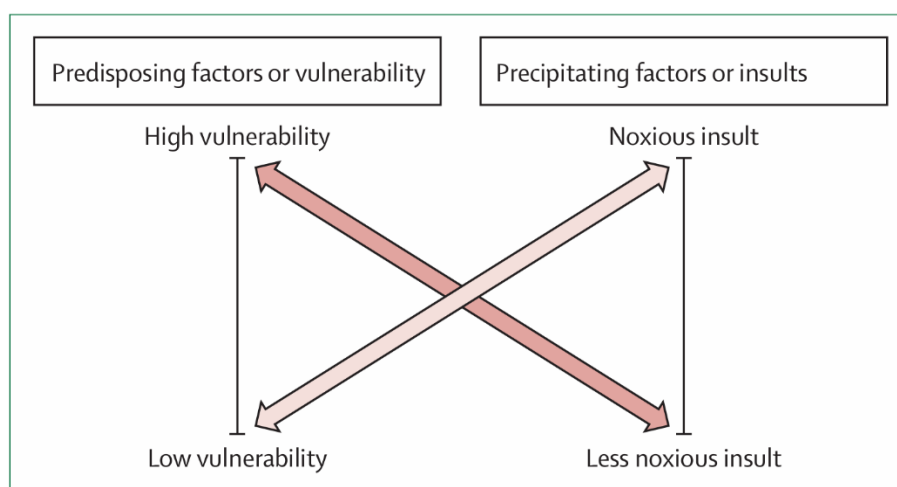 Predisposing factors or vulnerability
Precipitating factors or insults
High vulnerability
Noxious insult
Low vulnerability
Less noxious insult